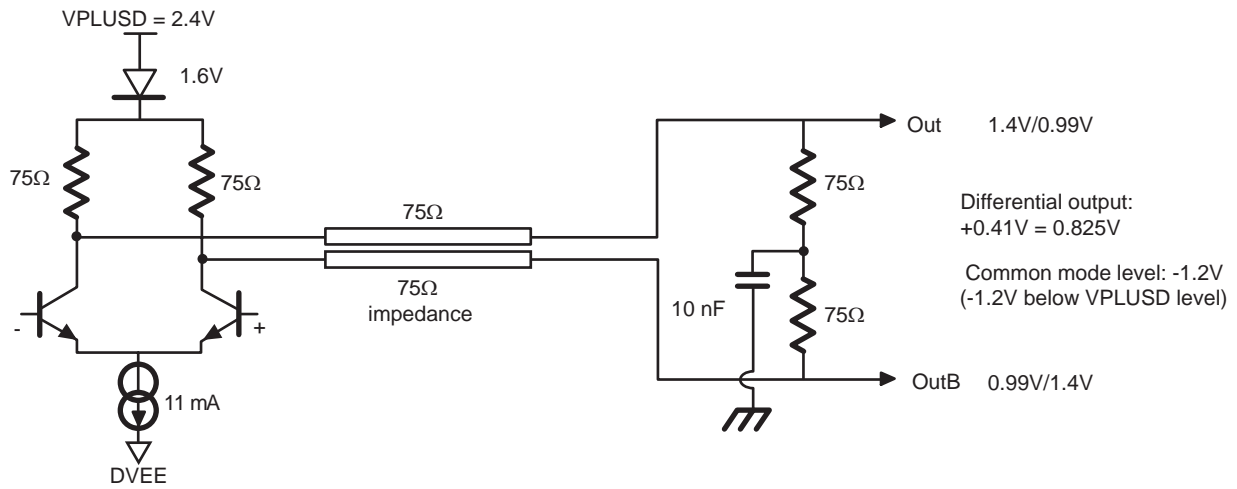 VPLUSD = 2.4V
1.6V
75Ω
75Ω
75Ω
75Ω
impedance
-
+
11 mA
DVEE
10 nF
75Ω
75Ω
Out 1.4V/0.99V
Differential output:
+0.41V = 0.825V
Common mode level: -1.2V
(-1.2V below VPLUSD level)
OutB 0.99V/1.4V